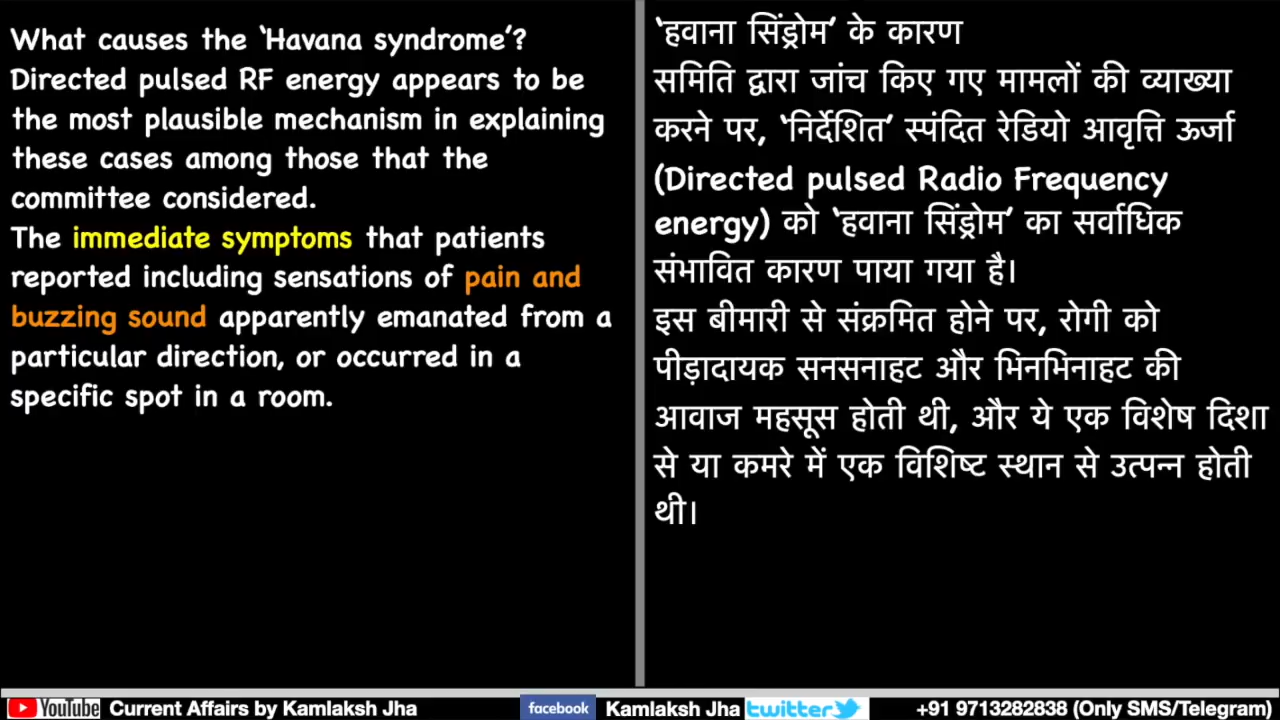 What causes the ‘Havana syndrome’?
Directed pulsed RF energy appears to be
the most plausible mechanism in explaining
these cases among those that the
committee considered.
The immediate symptoms that patients
reported including sensations of pain and
buzzing sound apparently emanated from a
particular direction, or occurred in a
specific spot in a room.
‘हवाना सिंड्रोम’ के कारण
समिति द्वारा जांच किए गए मामलों की व्याख्या
करने पर, ‘निर्देशित’ स्पंदित रेडियो आवृत्ति ऊर्जा
(Directed pulsed Radio Frequency
energy) को ‘हवाना सिंड्रोम’ का सर्वाधिक
संभावित कारण पाया गया है।
इस बीमारी से संक्रमित होने पर, रोगी को
पीड़ादायक सनसनाहट और भिनभिनाहट की
आवाज महसूस होती थी, और ये एक विशेष दिशा
से या कमरे में एक विशिष्ट स्थान से उत्पन्न होती
थी।
YouTube Current Affairs by Kamlaksh Jha facebook Kamlaksh Jha twitter +91 9713282838 (Only SMS/Telegram)